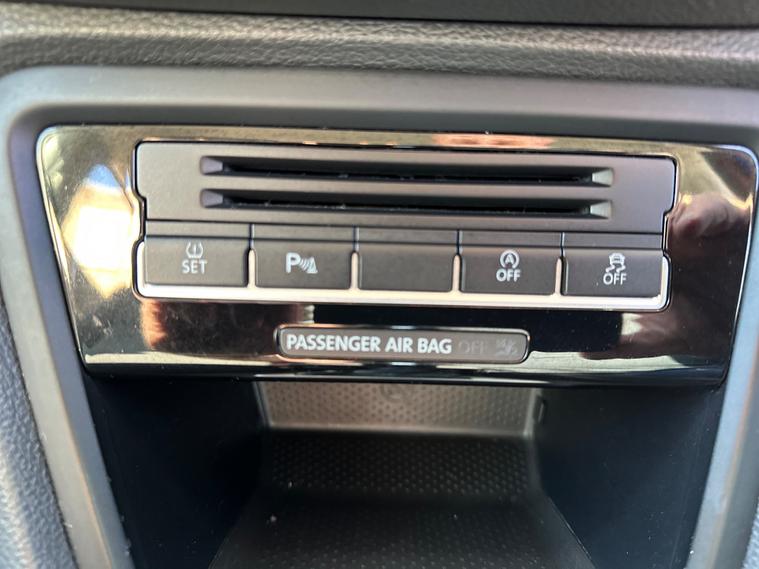 SET
P
A
OFF
OFF
PASSENGER AIR BAG OFF